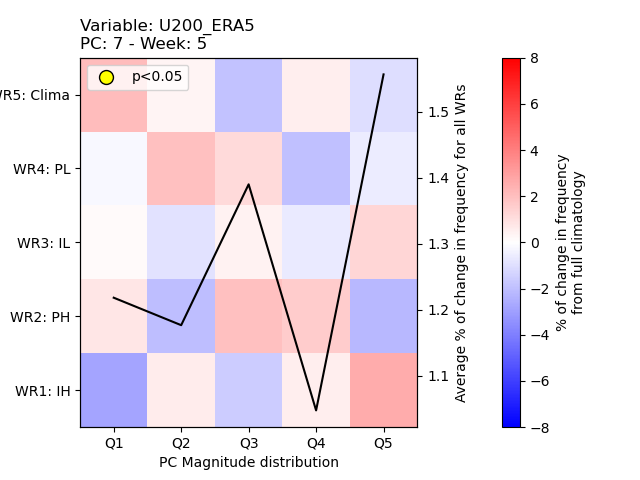 Variable: U200_ERA5
PC: 7 - Week: 5
p<0.05
WR5: Clima
WR4: PL
WR3: IL
WR2: PH
WR1: IH
Q1 Q2 Q3 Q4 Q5
PC Magnitude distribution
1.5
1.4
1.3
1.2
1.1
Average % of change in frequency for all WRs
8
6
4
2
0
−2
−4
−6
−8
% of change in frequency
from full climatology